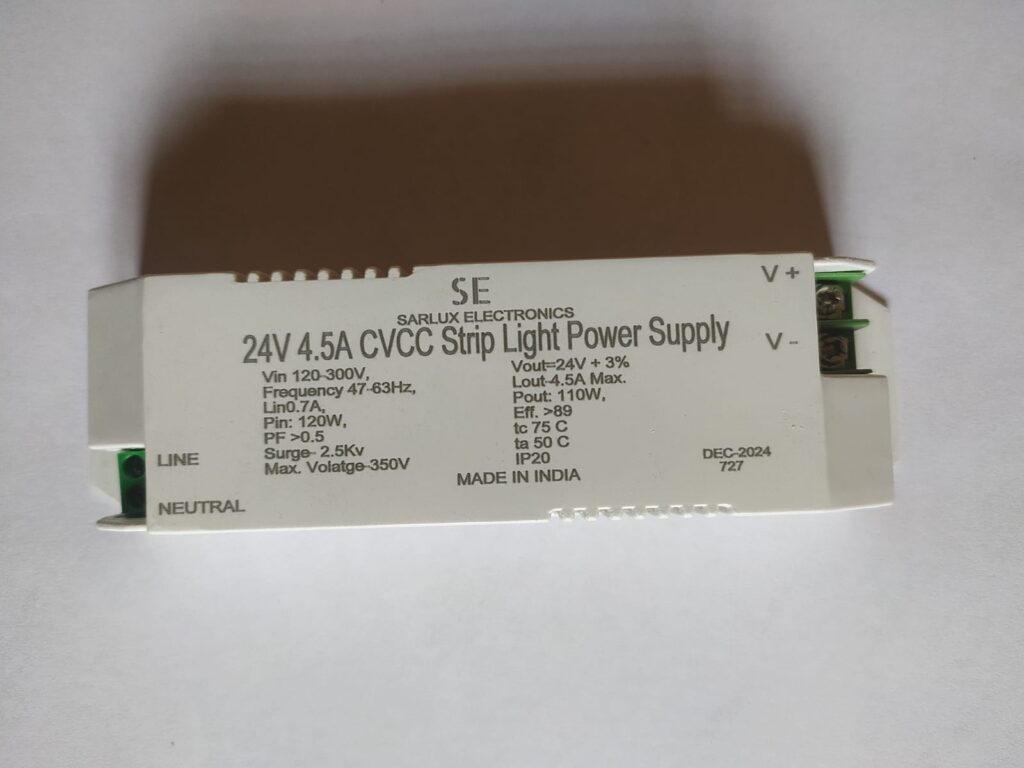 SE
SARLUX ELECTRONICS
24V 4.5A CVCC Strip Light Power Supply
Vin 120-300V,
Frequency 47-63Hz,
Lin0.7A,
Pin: 120W,
PF >0.5
Surge- 2.5Kv
Max. Volatge-350V
Vout=24V + 3%
Lout-4.5A Max.
Pout: 110W,
Eff. >89
tc 75 C
ta 50 C
IP20
MADE IN INDIA
V +
V -
LINE
NEUTRAL
DEC-2024
727